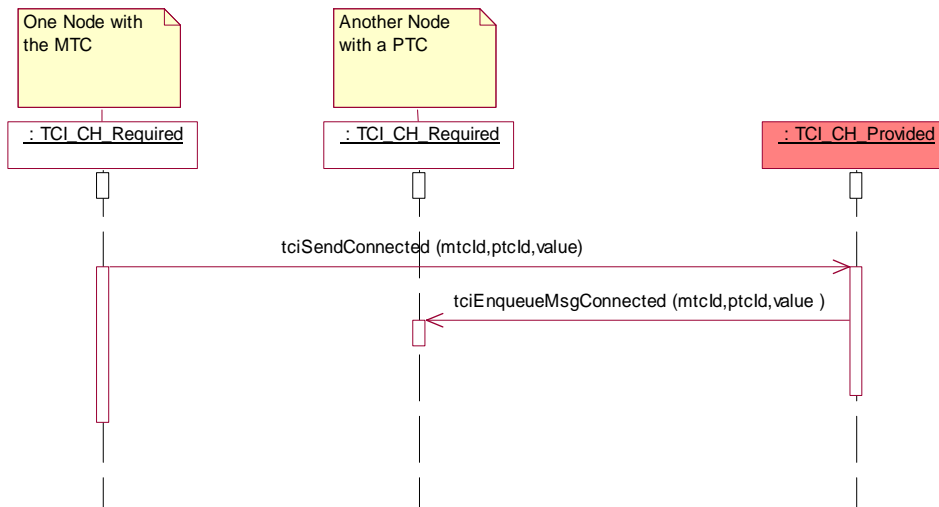 One Node with
the MTC
Another Node
with a PTC
: TCI_CH_Required
: TCI_CH_Required
: TCI_CH_Provided
tciSendConnected (mtcId,ptcId,value)
tciEnqueueMsgConnected (mtcId,ptcId,value )